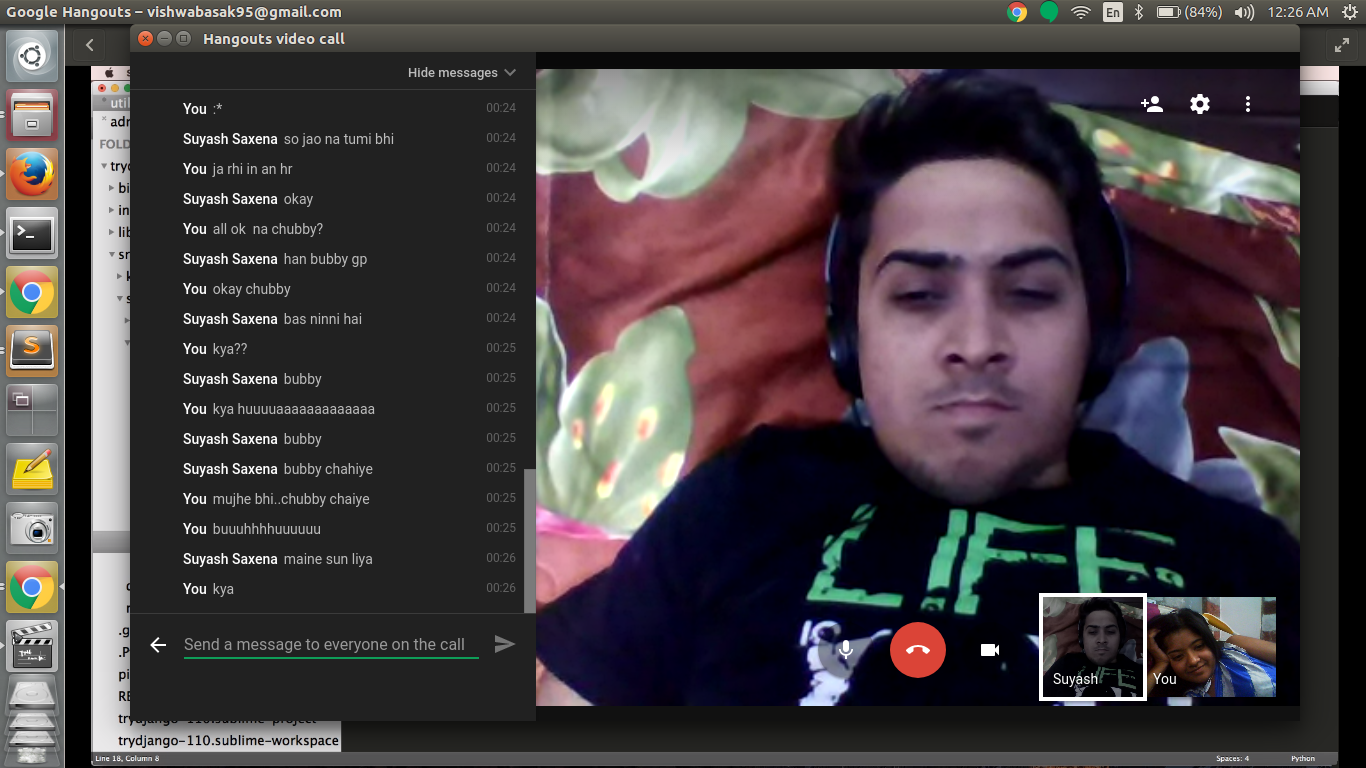 Google Hangouts – vishwabasak95@gmail.com
En
(84%)
12:26 AM
Hangouts video call
Hide messages
You :* 00:24
Suyash Saxena so jao na tumi bhi 00:24
You ja rhi in an hr 00:24
Suyash Saxena okay 00:24
You all ok na chubby? 00:24
Suyash Saxena han bubby gp 00:24
You okay chubby 00:24
Suyash Saxena bas ninni hai 00:24
You kya?? 00:25
Suyash Saxena bubby 00:25
You kya huuuuaaaaaaaaaaaaa 00:25
Suyash Saxena bubby 00:25
Suyash Saxena bubby chahiye 00:25
You mujhe bhi..chubby chaiye 00:25
You buuuhhhhuuuuuu 00:25
Suyash Saxena maine sun liya 00:26
You kya 00:26
Send a message to everyone on the call
LIFE
Suyash
You
uti
adr
FOLD
tryd
bi
in
lib
sr
k
s
.g
.P
pi
RE
trydjango-110.sublime-project
trydjango-110.sublime-workspace
Line 18, Column 8
Spaces: 4
Python